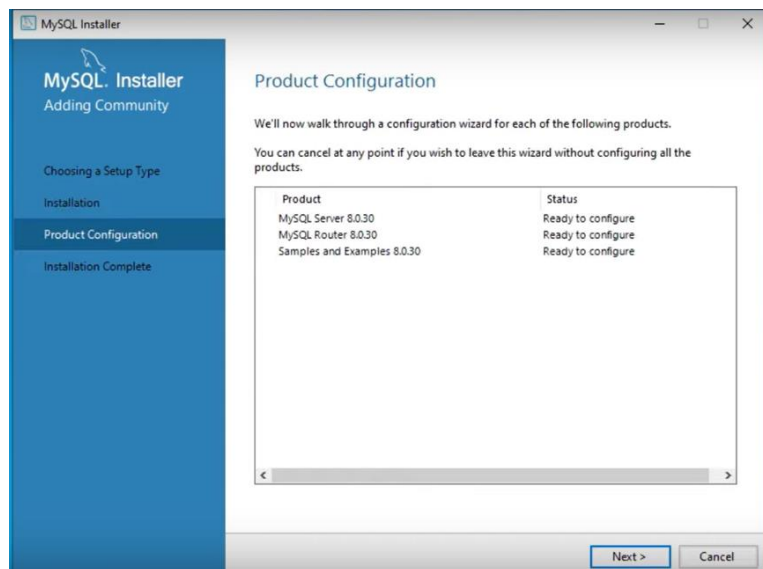 MySQL Installer
MySQL. Installer
Adding Community
Choosing a Setup Type
Installation
Product Configuration
Installation Complete
Product Configuration
We'll now walk through a configuration wizard for each of the following products.
You can cancel at any point if you wish to leave this wizard without configuring all the
products.
Product Status
MySQL Server 8.0.30 Ready to configure
MySQL Router 8.0.30 Ready to configure
Samples and Examples 8.0.30 Ready to configure
Next > Cancel